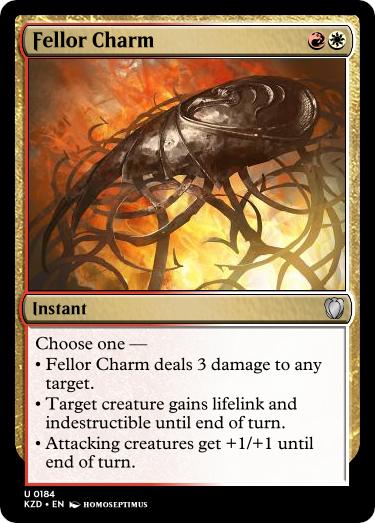 Fellor Charm
Instant
Choose one —
• Fellor Charm deals 3 damage to any
target.
• Target creature gains lifelink and
indestructible until end of turn.
• Attacking creatures get +1/+1 until
end of turn.
U 0184
KZD • EN HOMOSEPTIMUS